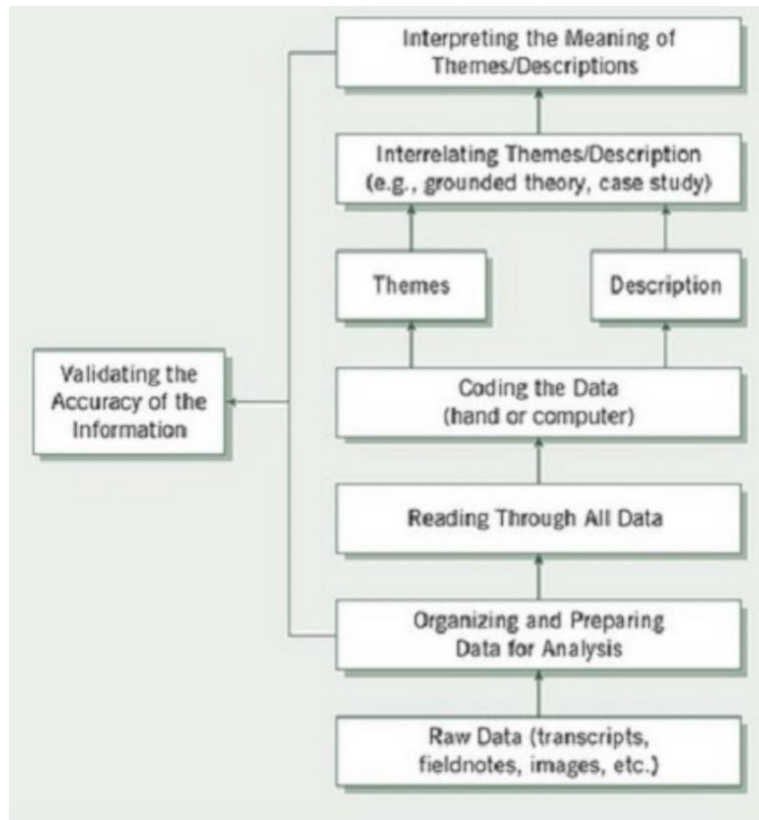 Interpreting the Meaning of
Themes/Descriptions
Interrelating Themes/Description
(e.g., grounded theory, case study)
Themes
Description
Validating the
Accuracy of the
Information
Coding the Data
(hand or computer)
Reading Through All Data
Organizing and Preparing
Data for Analysis
Raw Data (transcripts,
fieldnotes, images, etc.)